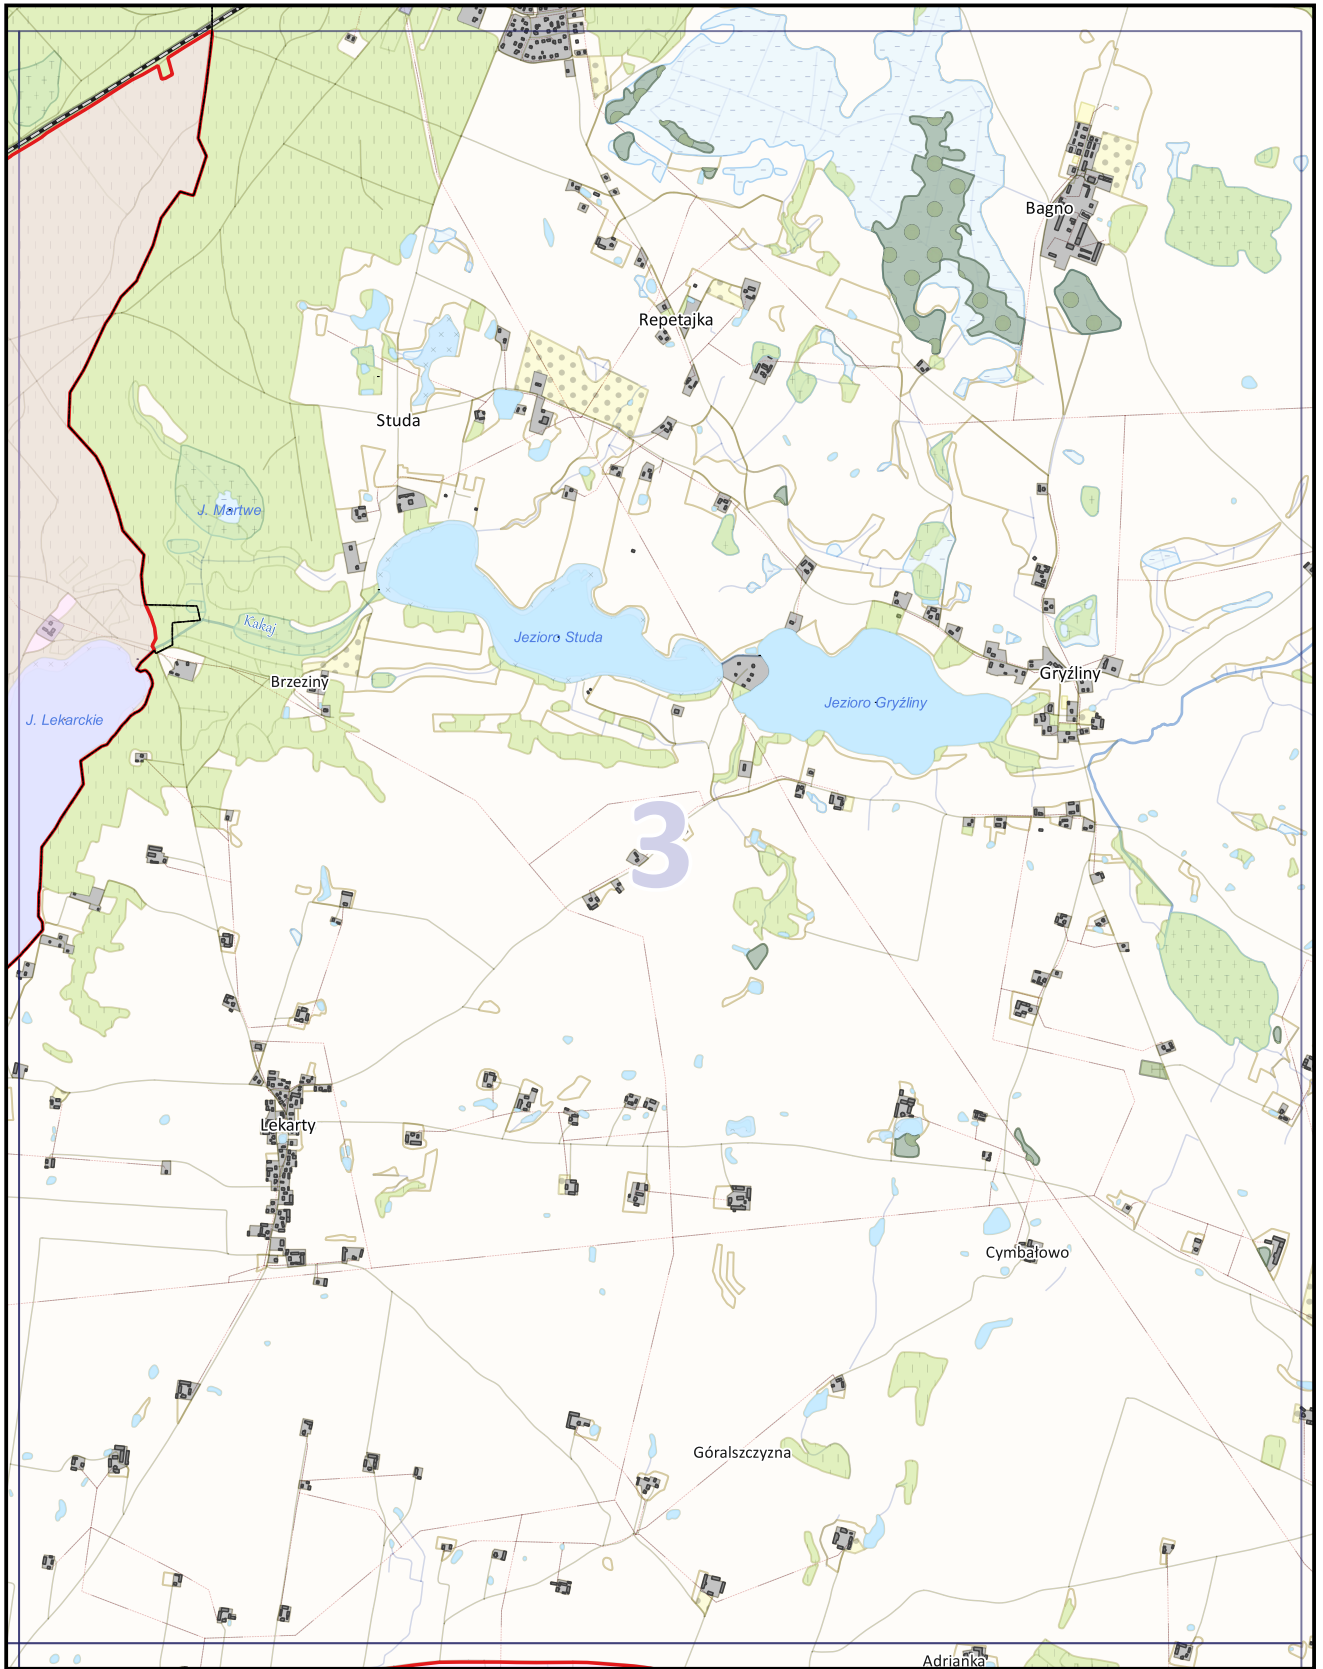 Bagno
Repetajka
Studa
J. Martwe
Kakaj
Jezioro Studa
Brzeziny
Gryźliny
Jezioro Gryźliny
J. Lekarckie
3
Lekarty
Cymbałowo
Góralszczyzna
Adrianka